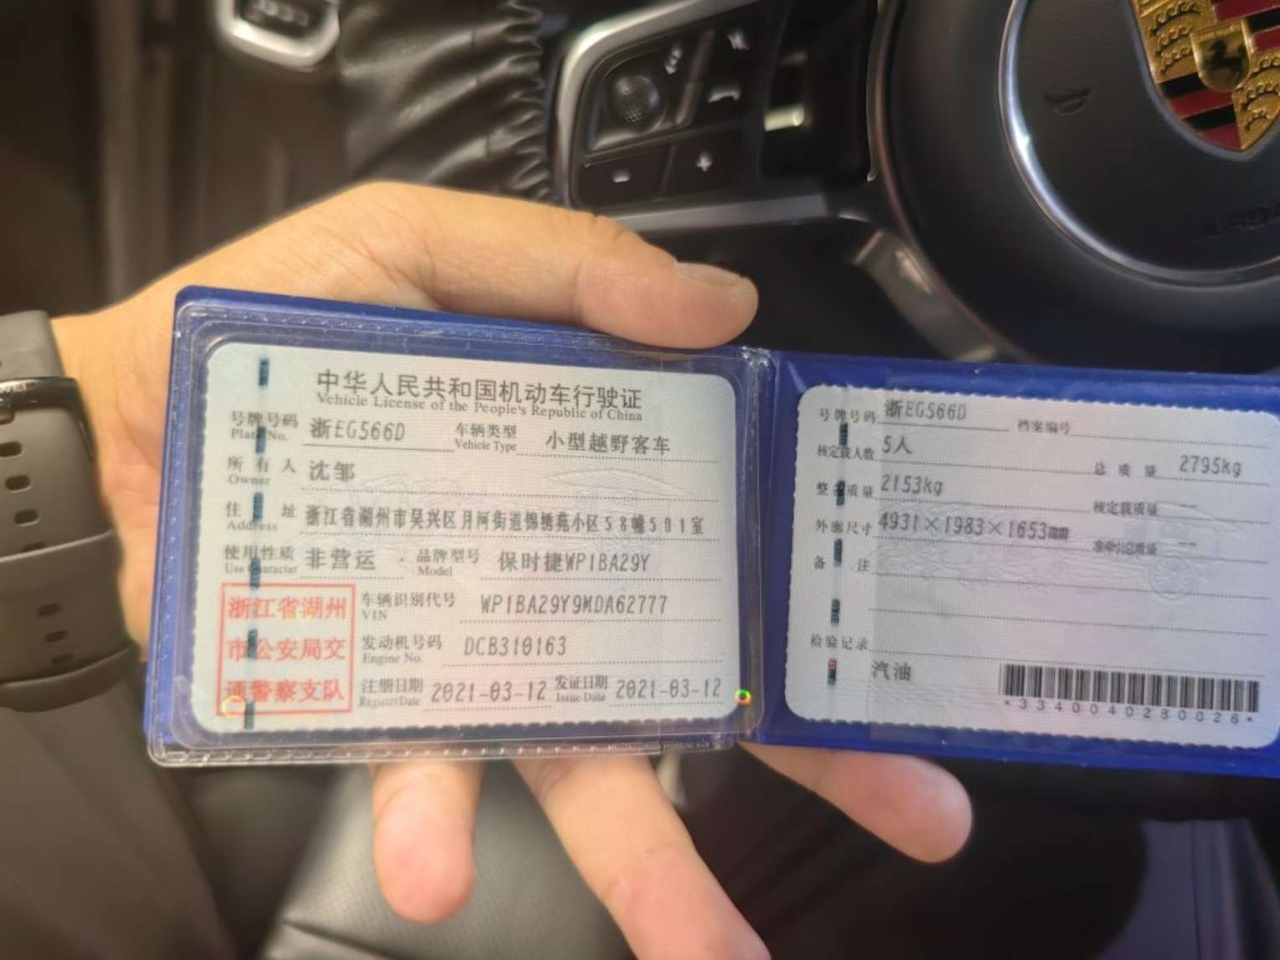 中华人民共和国机动车行驶证
Vehicle License of the People's Republic of China
号牌号码 浙EG566D 车辆类型 小型越野客车
Plate No. Vehicle Type
所有人 沈邹
Owner
住址 浙江省湖州市吴兴区月河街道锦绣苑小区58幢501室
Address
使用性质 非营运 品牌型号 保时捷WP1BA29Y
Use Character Model
浙江省湖州
市公安局交
通警察支队
车辆识别代号 WP1BA29Y9MDA62777
VIN
发动机号码 DCB310163
Engine No.
注册日期 2021-03-12 发证日期 2021-03-12
Register Date Issue Date
号牌号码 浙EG566D 档案编号
核定载人数 5人 总质量 2795kg
整备质量 2153kg 核定载质量 --
外廓尺寸 4931×1983×1653mm 准牵引总质量 --
备注
检验记录
汽油
*3340040280026*